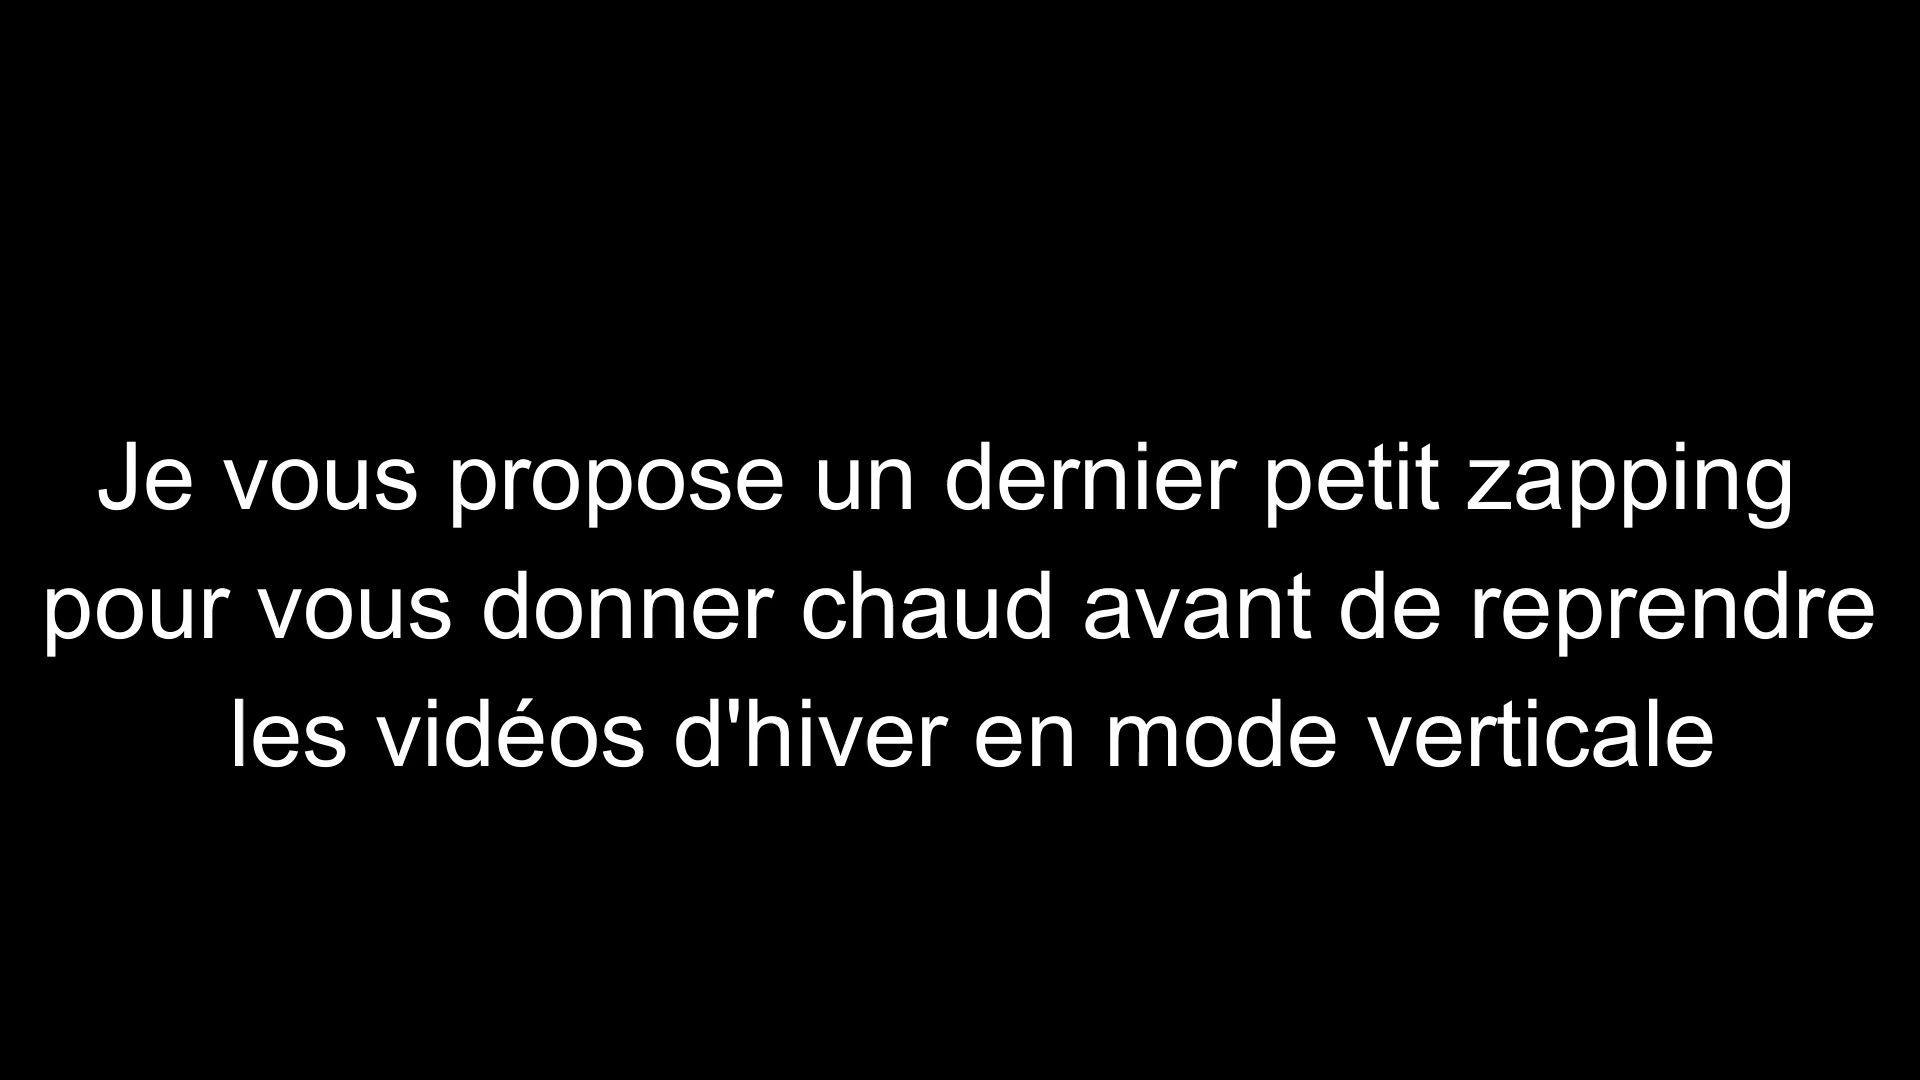 Je vous propose un dernier petit zapping
pour vous donner chaud avant de reprendre
les vidéos d'hiver en mode verticale